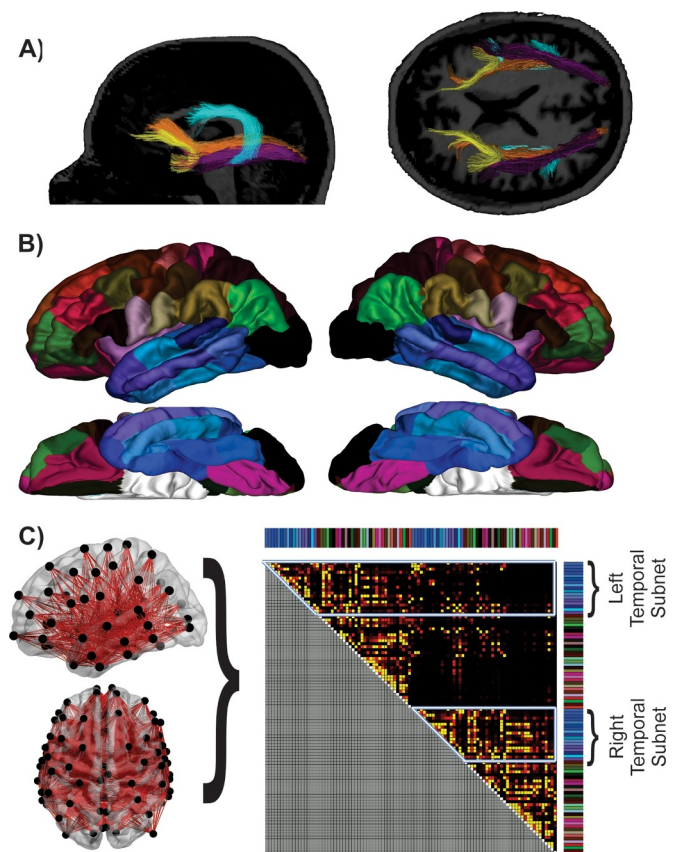 A)
B)
C)
Left
Temporal
Subnet
Right
Temporal
Subnet